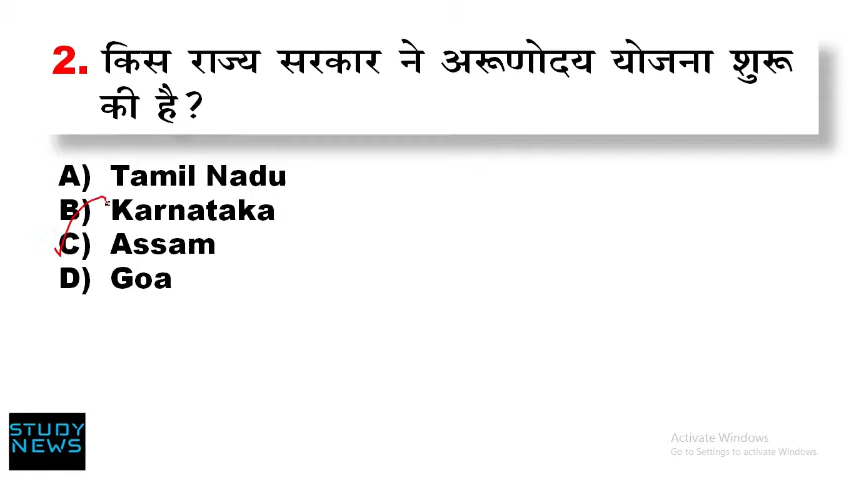 2. किस राज्य सरकार ने अरूणोदय योजना शुरू
की है?
A) Tamil Nadu
B) Karnataka
C) Assam
D) Goa
STUDY
NEWS
Activate Windows
Go to Settings to activate Windows.